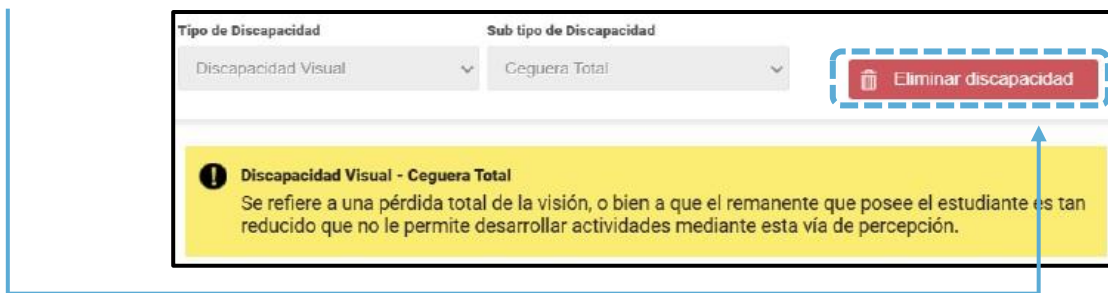 Tipo de Discapacidad
Sub tipo de Discapacidad
Discapacidad Visual
Ceguera Total
Eliminar discapacidad
Discapacidad Visual - Ceguera Total
Se refiere a una pérdida total de la visión, o bien a que el remanente que posee el estudiante es tan
reducido que no le permite desarrollar actividades mediante esta vía de percepción.